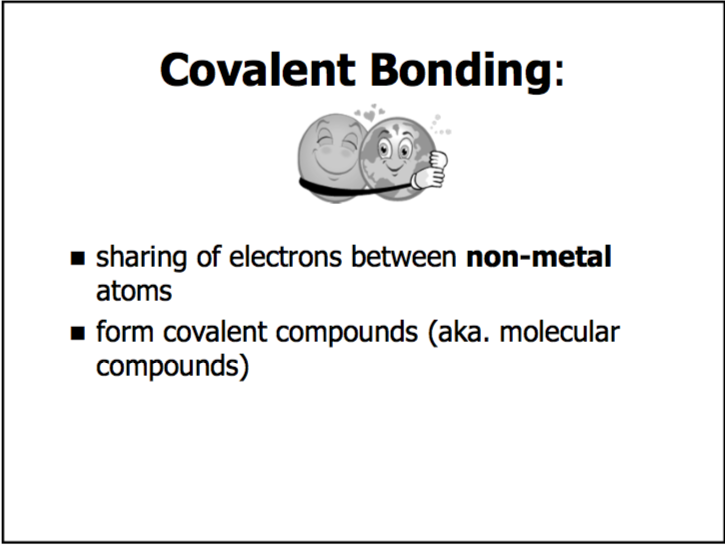 Covalent Bonding:
■ sharing of electrons between non-metal
atoms
■ form covalent compounds (aka. molecular
compounds)